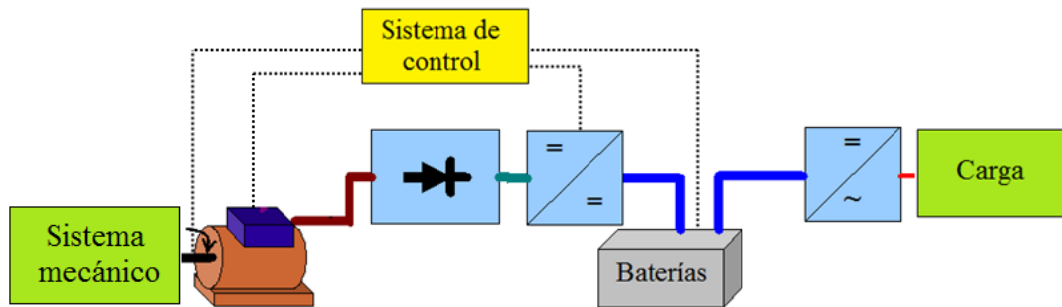 Sistema de
control
=
=
=
~
Carga
Sistema
mecánico
Baterías